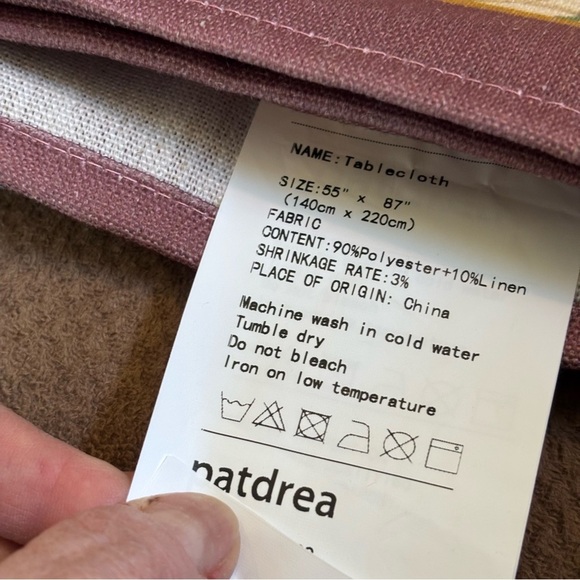 NAME:Tablecloth
SIZE:55" x 87"
(140cm x 220cm)
FABRIC
CONTENT:90%Polyester+10%Linen
SHRINKAGE RATE:3%
PLACE OF ORIGIN: China
Machine wash in cold water
Tumble dry
Do not bleach
Iron on low temperature
patdrea